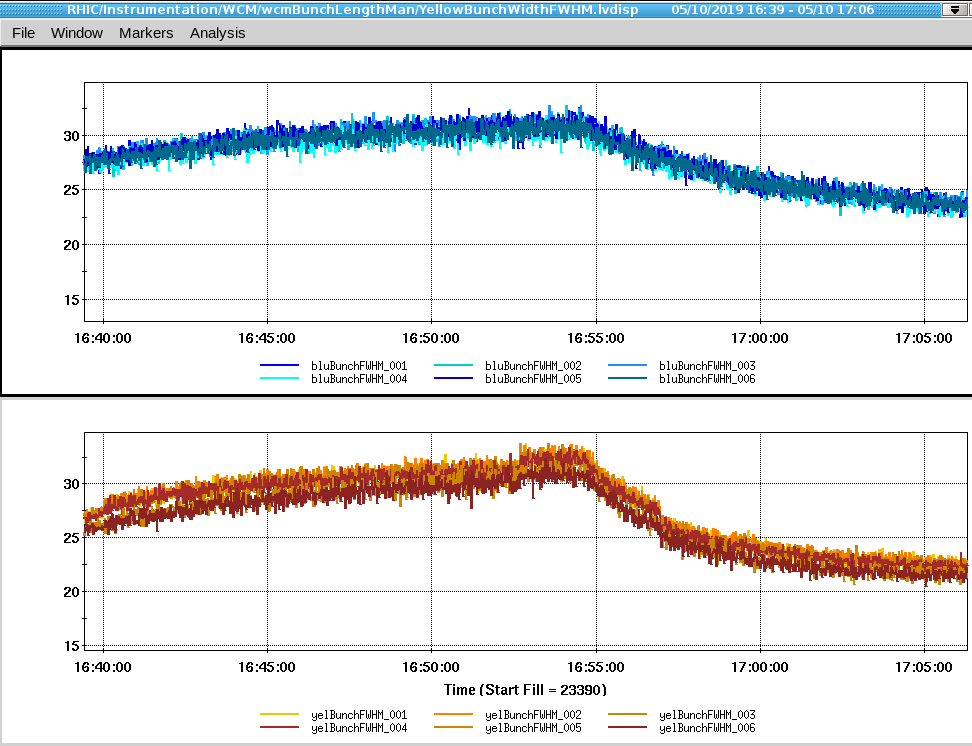 RHIC/Instrumentation/WCM/wcmBunchLengthMan/YellowBunchWidthFWHM.lvdisp 05/10/2019 16:39 - 05/10 17:06
File Window Markers Analysis
30
25
20
15
16:40:00 16:45:00 16:50:00 16:55:00 17:00:00 17:05:00
bluBunchFWHM_001 bluBunchFWHM_002 bluBunchFWHM_003
bluBunchFWHM_004 bluBunchFWHM_005 bluBunchFWHM_006
30
25
20
15
16:40:00 16:45:00 16:50:00 16:55:00 17:00:00 17:05:00
Time (Start Fill = 23390)
yelBunchFWHM_001 yelBunchFWHM_002 yelBunchFWHM_003
yelBunchFWHM_004 yelBunchFWHM_005 yelBunchFWHM_006